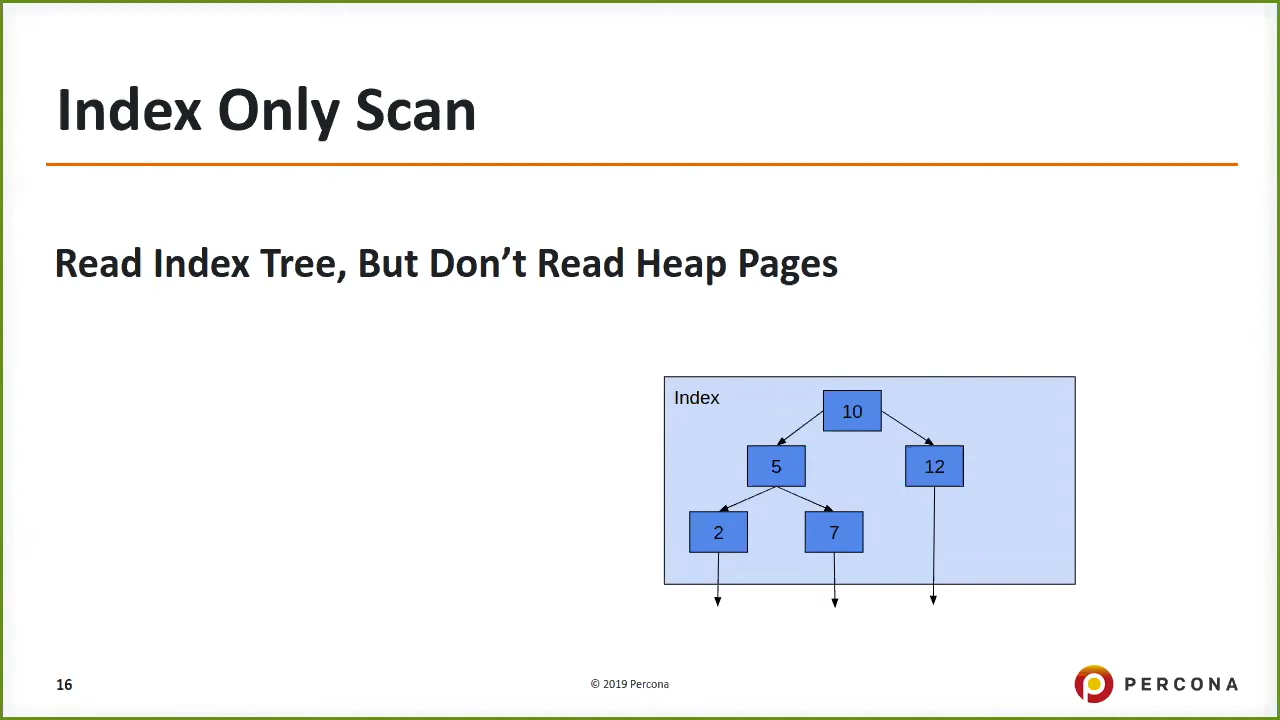 Index Only Scan
Read Index Tree, But Don’t Read Heap Pages
Index
10
5
12
2
7
16
© 2019 Percona
PERCONA